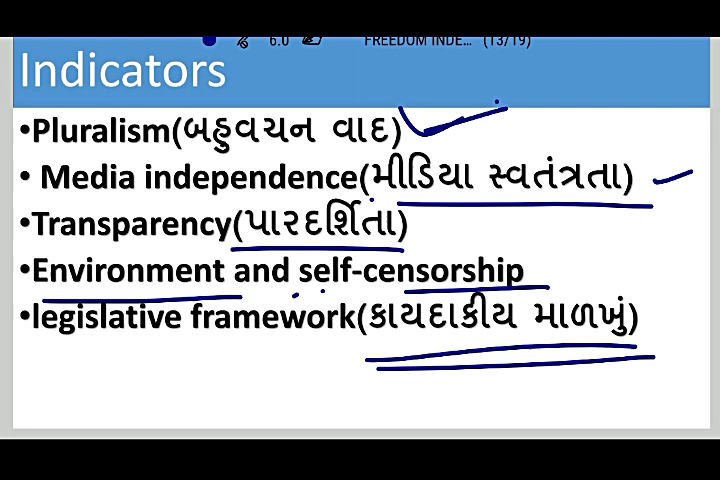 6.0 FREEDOM INDE... (13/19)
Indicators
•Pluralism(બહુવચન વાદ)
• Media independence(મીડિયા સ્વતંત્રતા)
•Transparency(પારદર્શિતા)
•Environment and self-censorship
•legislative framework(કાયદાકીય માળખું)